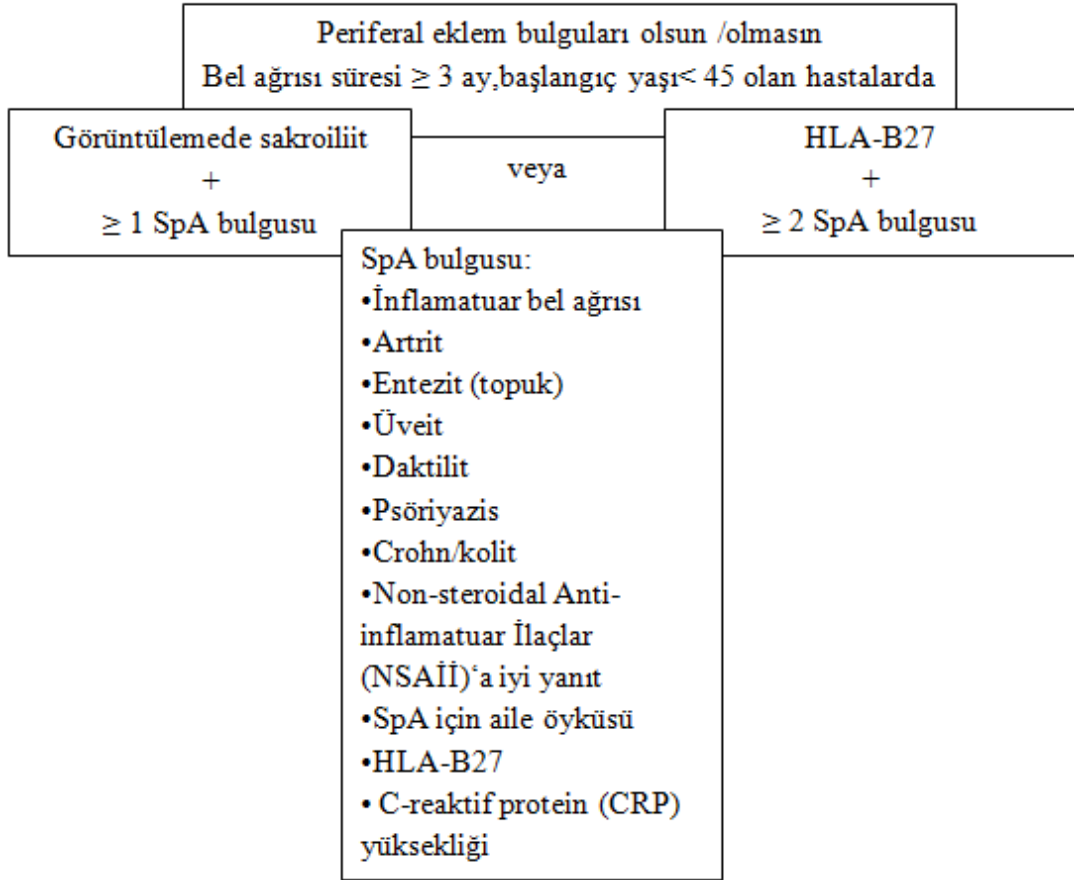 Periferal eklem bulguları olsun /olmasın
Bel ağrısı süresi ≥ 3 ay,başlangıç yaşı< 45 olan hastalarda
Görüntülemede sakroiliit
+
≥ 1 SpA bulgusu
veya
HLA-B27
+
≥ 2 SpA bulgusu
SpA bulgusu:
•İnflamatuar bel ağrısı
•Artrit
•Entezit (topuk)
•Üveit
•Daktilit
•Psöriyazis
•Crohn/kolit
•Non-steroidal Anti-
inflamatuar İlaçlar
(NSAİİ)‘a iyi yanıt
•SpA için aile öyküsü
•HLA-B27
• C-reaktif protein (CRP)
yüksekliği